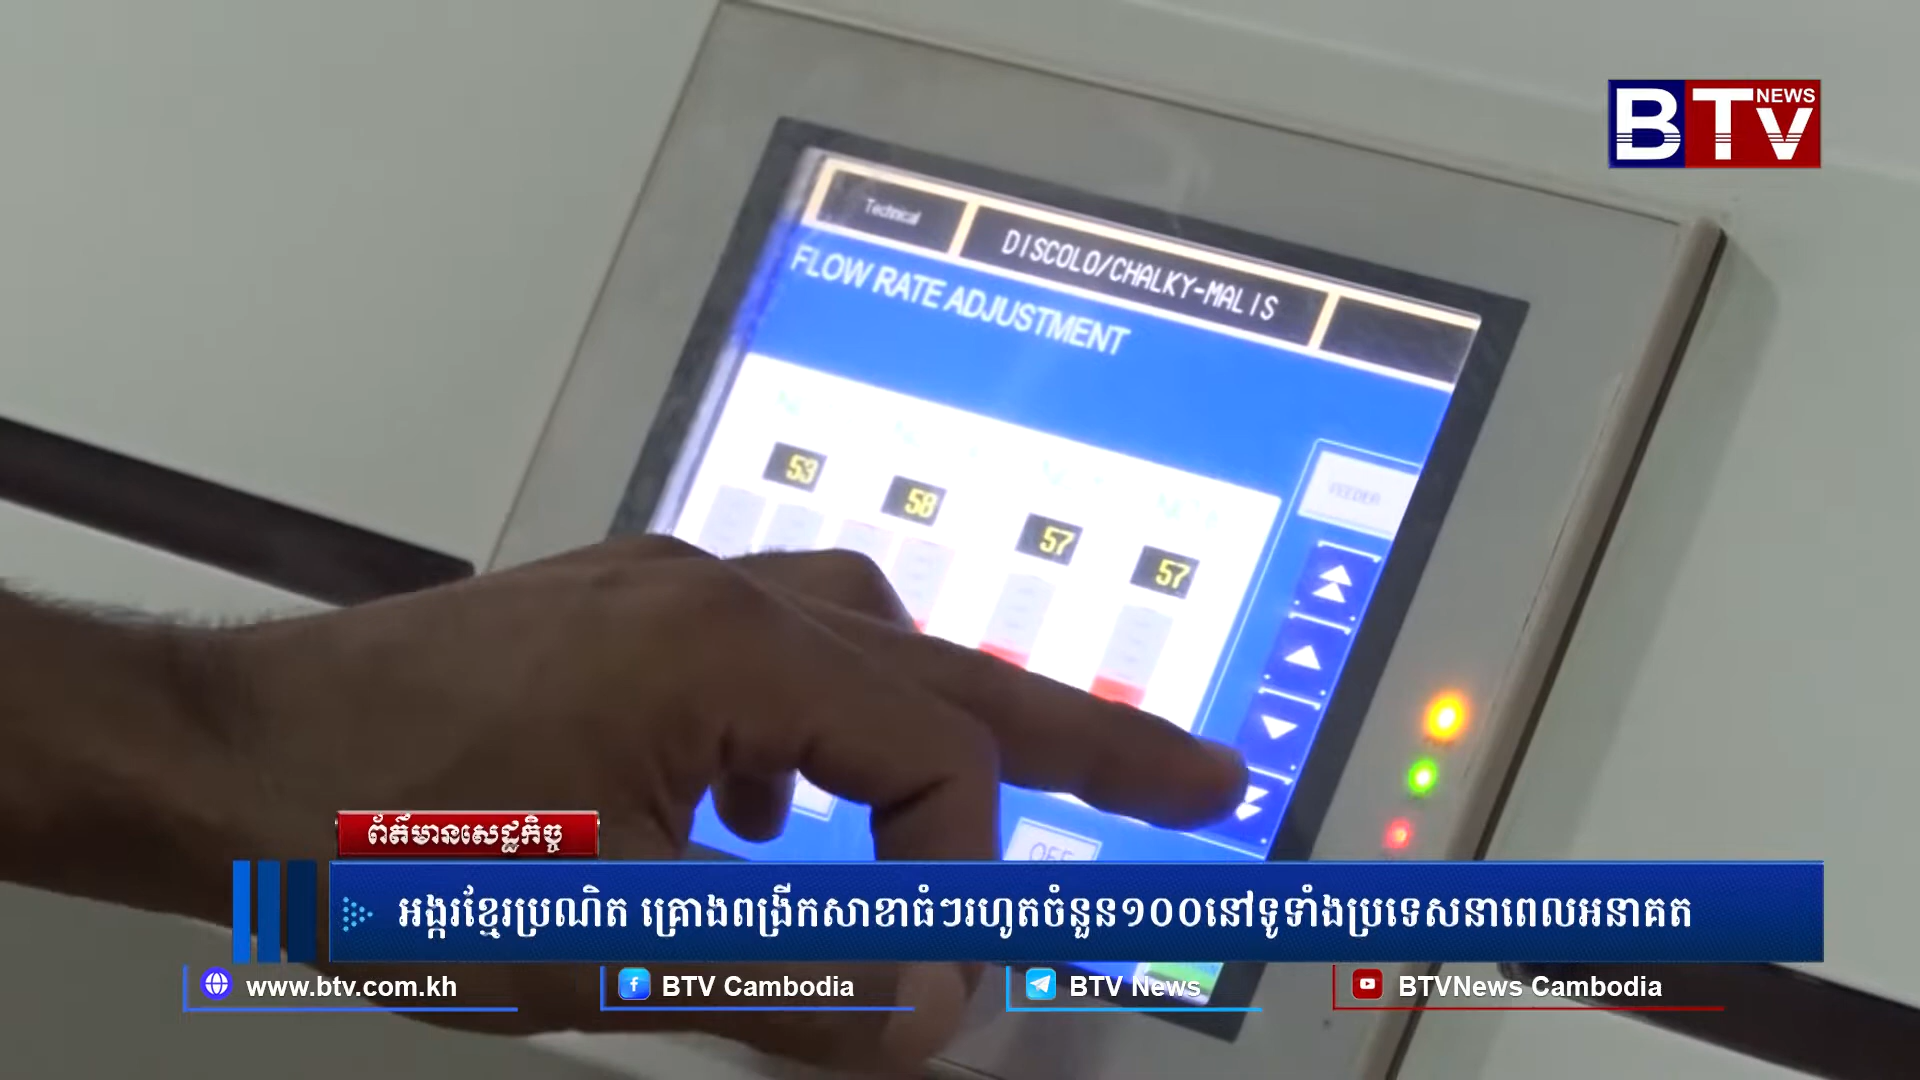 BTV NEWS
Technical
DISCOLO/CHALKY-MALIS
FLOW RATE ADJUSTMENT
53
58
57
57
FEEDER
OFF
ព័ត៌មានសេដ្ឋកិច្ច
អង្ករខ្មែរប្រណិត គ្រោងពង្រីកសាខាធំៗរហូតចំនួន១០០នៅទូទាំងប្រទេសនាពេលអនាគត
www.btv.com.kh
BTV Cambodia
BTV News
BTVNews Cambodia